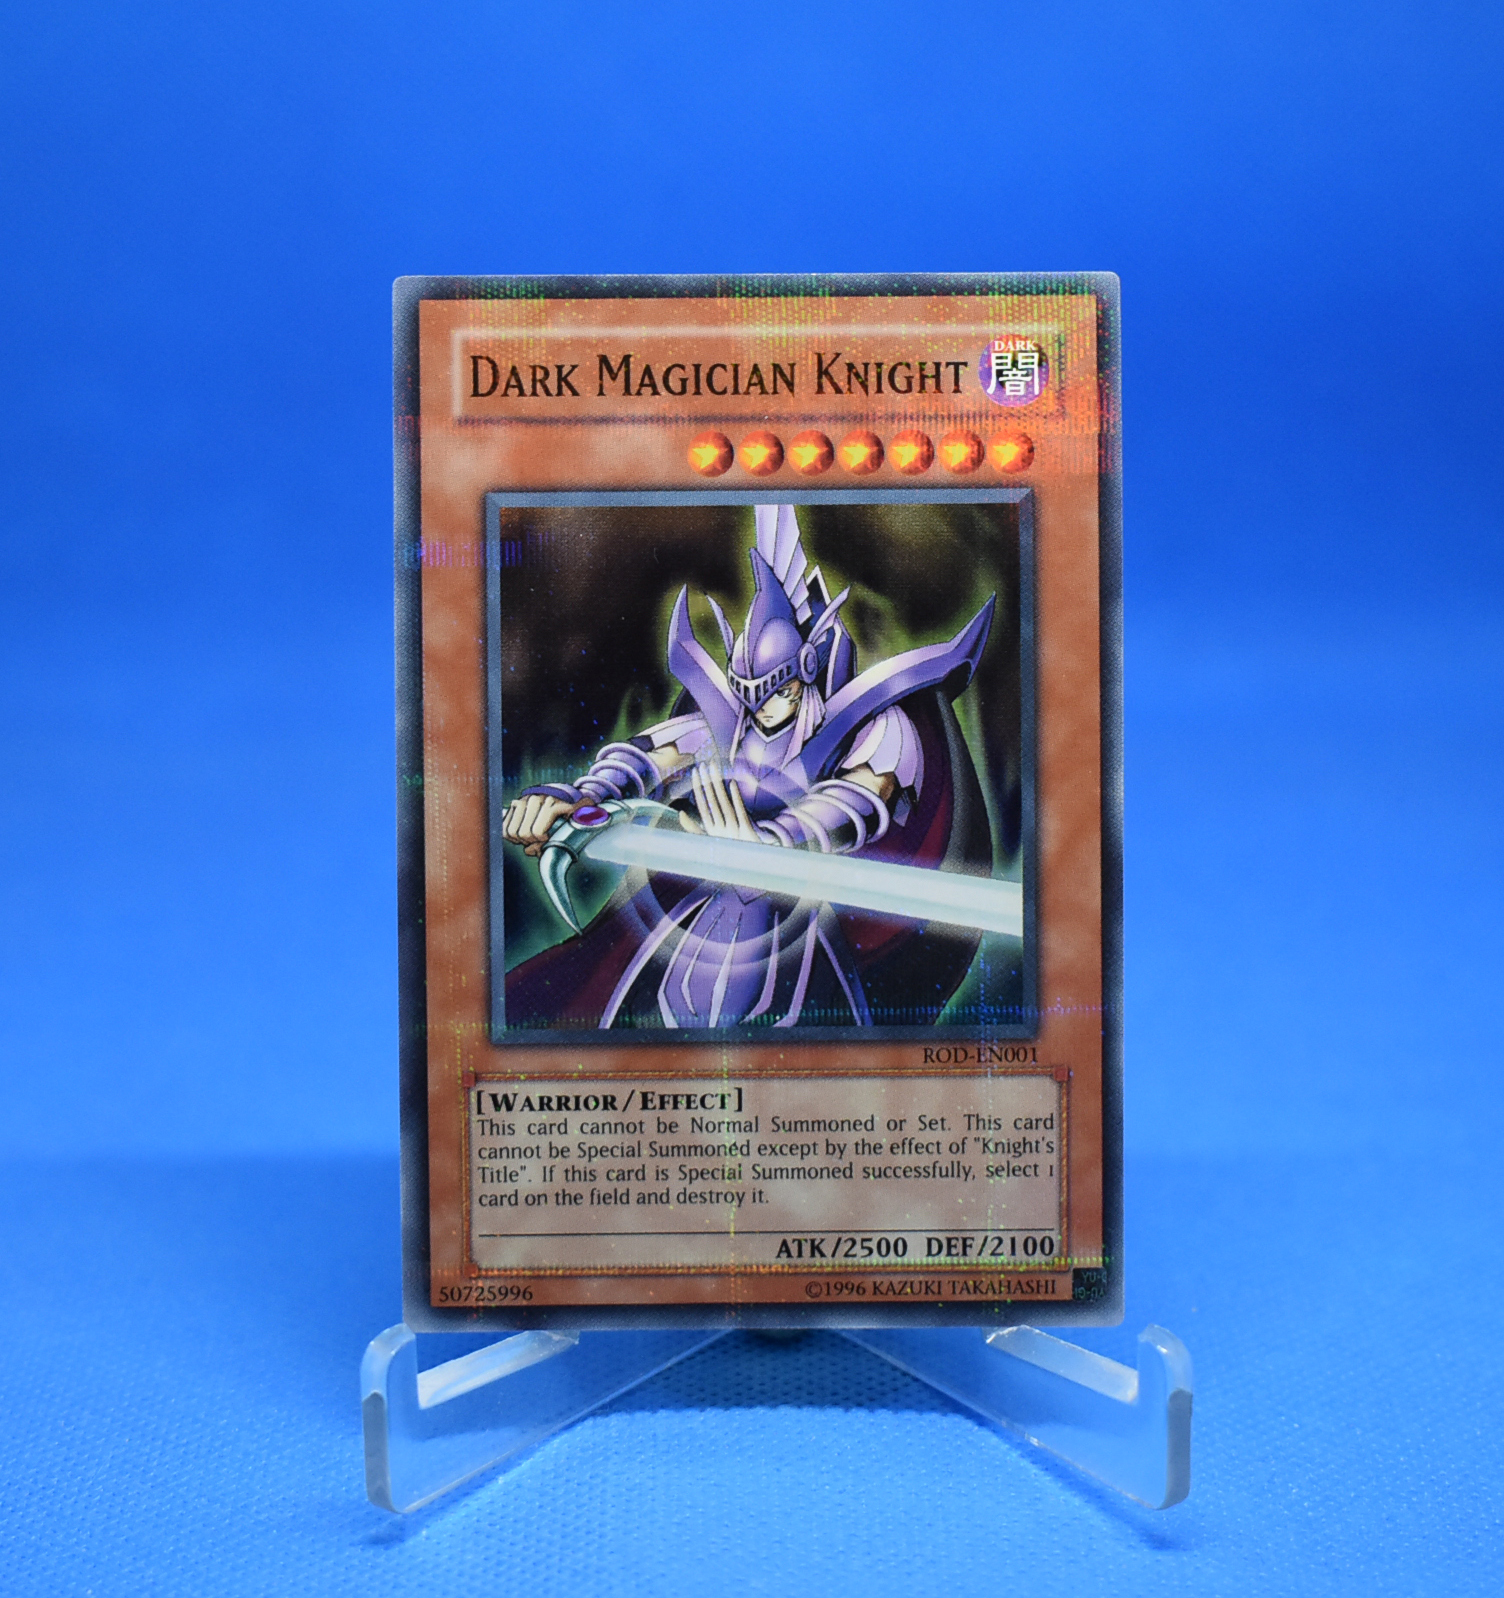 DARK MAGICIAN KNIGHT
DARK
闇
ROD-EN001
[WARRIOR/EFFECT]
This card cannot be Normal Summoned or Set. This card
cannot be Special Summoned except by the effect of "Knight's
Title". If this card is Special Summoned successfully, select 1
card on the field and destroy it.
ATK/2500 DEF/2100
50725996
©1996 KAZUKI TAKAHASHI